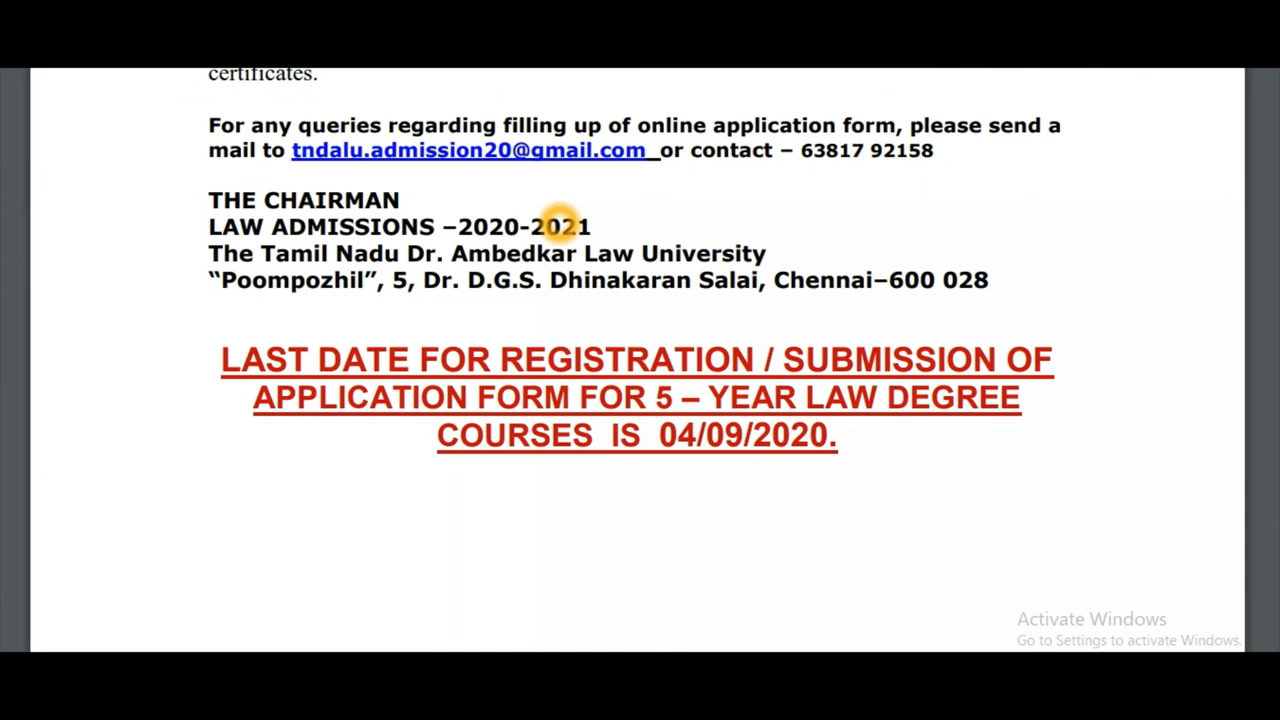 certificates.
For any queries regarding filling up of online application form, please send a
mail to tndalu.admission20@gmail.com or contact – 63817 92158
THE CHAIRMAN
LAW ADMISSIONS –2020-2021
The Tamil Nadu Dr. Ambedkar Law University
“Poompozhil”, 5, Dr. D.G.S. Dhinakaran Salai, Chennai–600 028
LAST DATE FOR REGISTRATION / SUBMISSION OF
APPLICATION FORM FOR 5 – YEAR LAW DEGREE
COURSES IS 04/09/2020.
Activate Windows
Go to Settings to activate Windows.